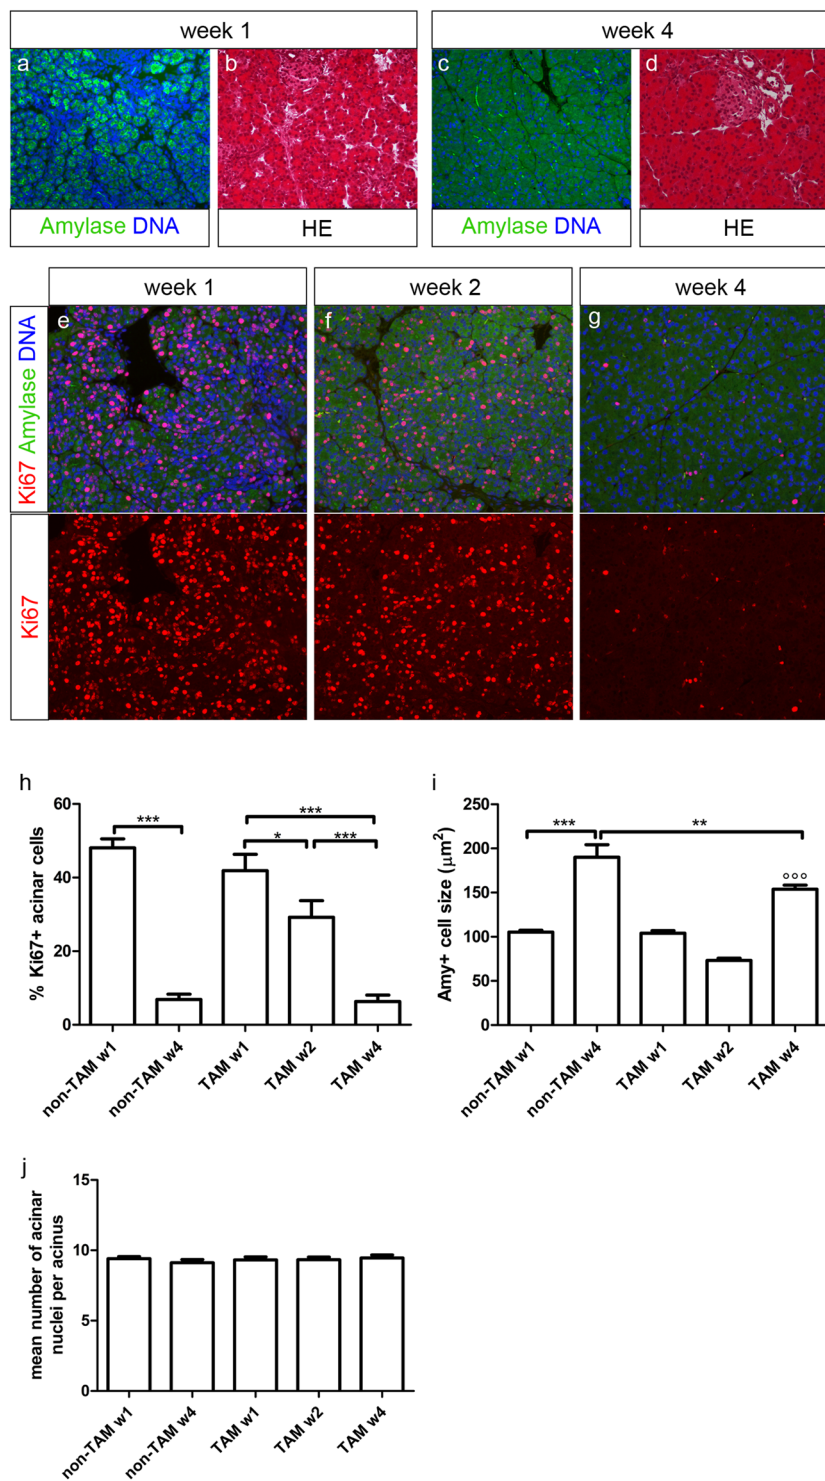 week 1
week 4
a
b
c
d
Amylase DNA
HE
Amylase DNA
HE
week 1
week 2
week 4
Ki67 Amylase DNA
e
f
g
Ki67
h
% Ki67+ acinar cells
60
40
20
0
***
***
*
***
non-TAM w1
non-TAM w4
TAM w1
TAM w2
TAM w4
i
Amy+ cell size (μm²)
250
200
150
100
50
0
***
**
°°°
non-TAM w1
non-TAM w4
TAM w1
TAM w2
TAM w4
j
mean number of acinar
nuclei per acinus
15
10
5
0
non-TAM w1
non-TAM w4
TAM w1
TAM w2
TAM w4